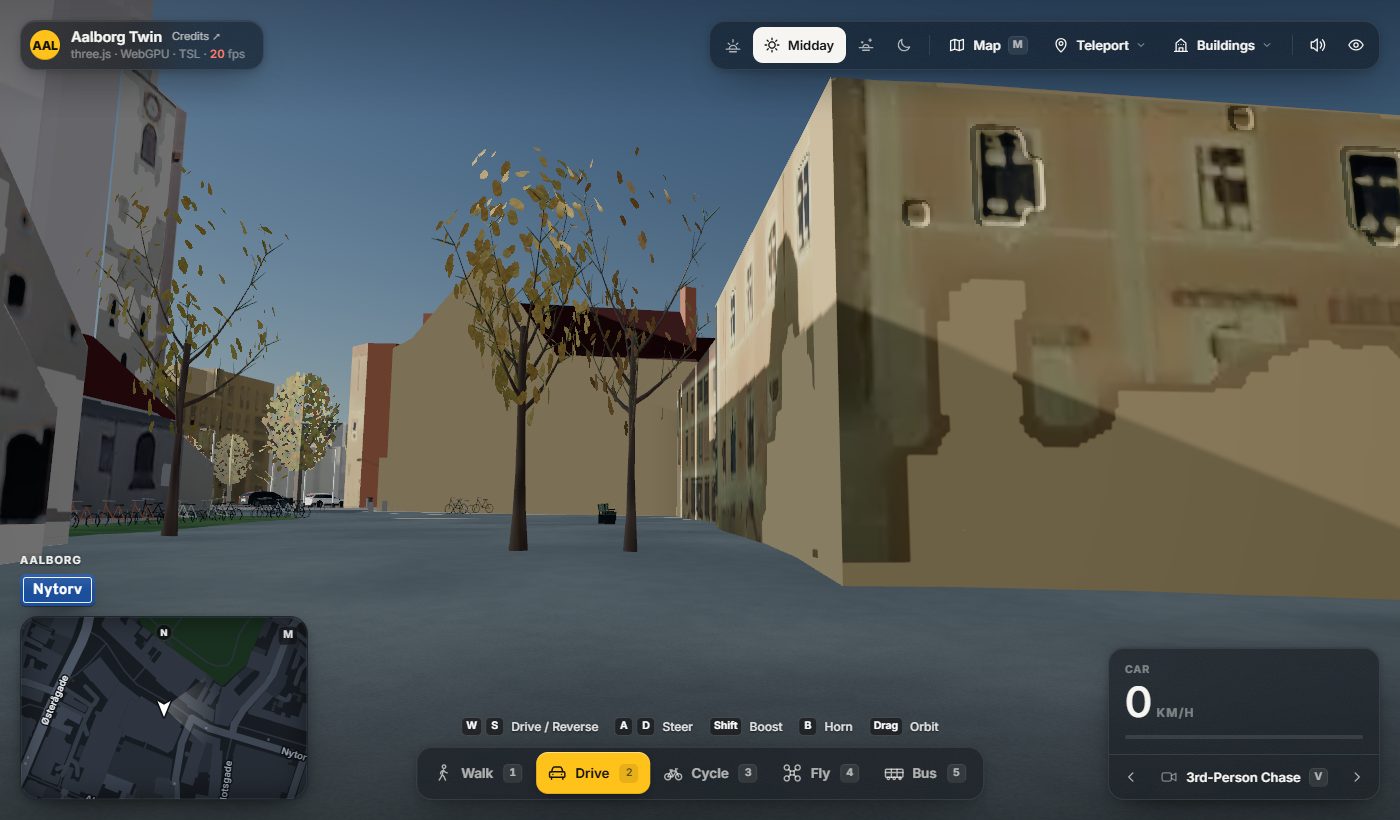 AAL
Aalborg Twin Credits ↗
three.js · WebGPU · TSL · 20 fps
Midday
Map M
Teleport
Buildings
AALBORG
Nytorv
N
M
Østerågade
Nytor
W S Drive / Reverse A D Steer Shift Boost B Horn Drag Orbit
Walk 1
Drive 2
Cycle 3
Fly 4
Bus 5
CAR
0 KM/H
3rd-Person Chase V